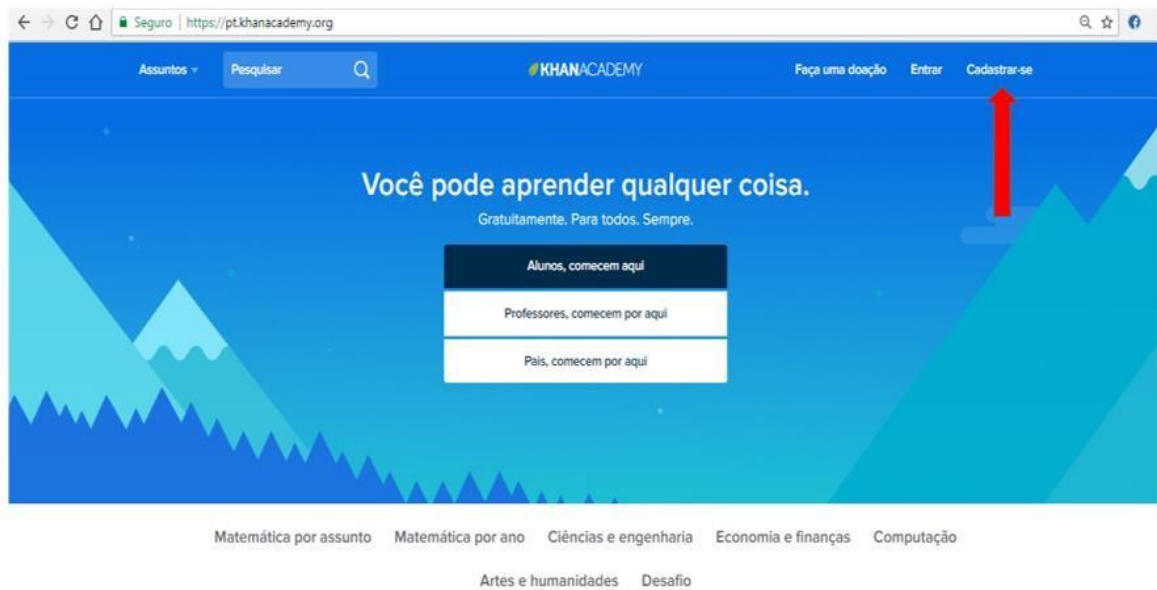 Seguro | https://pt.khanacademy.org
Assuntos Pesquisar KHANACADEMY Faça uma doação Entrar Cadastrar-se
Você pode aprender qualquer coisa.
Gratuitamente. Para todos. Sempre.
Alunos, comecem aqui
Professores, comecem por aqui
Pais, comecem por aqui
Matemática por assunto Matemática por ano Ciências e engenharia Economia e finanças Computação
Artes e humanidades Desafio